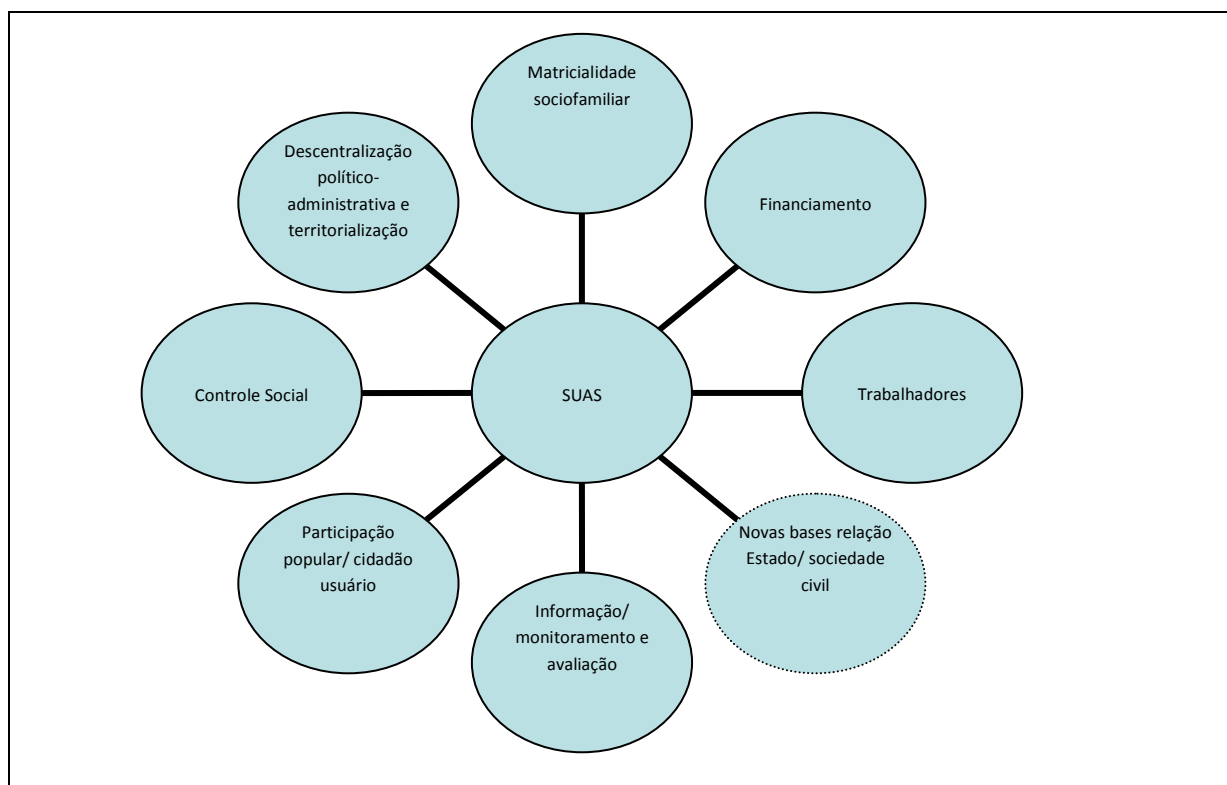 Matricialidade
sociofamiliar
Descentralização
político-
administrativa e
territorialização
Financiamento
Controle Social
SUAS
Trabalhadores
Participação
popular/ cidadão
usuário
Novas bases relação
Estado/ sociedade
civil
Informação/
monitoramento e
avaliação